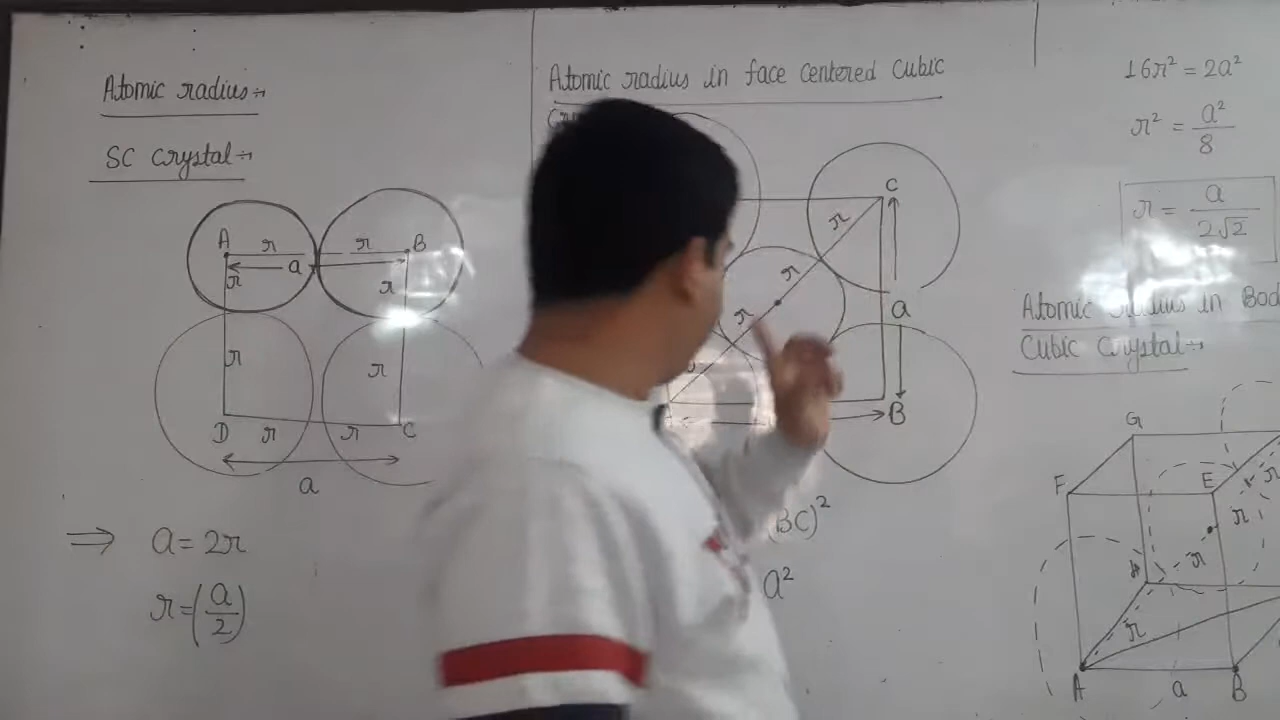 Atomic radius:-
SC crystal:-
A r r B
a
r r
r r
D r r C
a
⇒ a = 2r
r = (a/2)
Atomic radius in face centered cubic
C
r
r
r
a
B
(BC)²
a²
16r² = 2a²
r² = a²/8
r = a/2√2
Atomic radius in
Cubic crystal:-
G
F E r
r
r
r
A a B